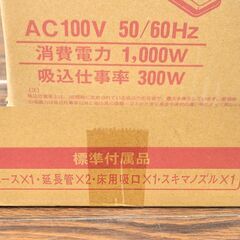 AC100V 50/60Hz
消費電力 1,000W
吸込仕事率 300W
(注)
標準付属品
ース×1・延長管×2・床用吸口×1・スキマノズル×1